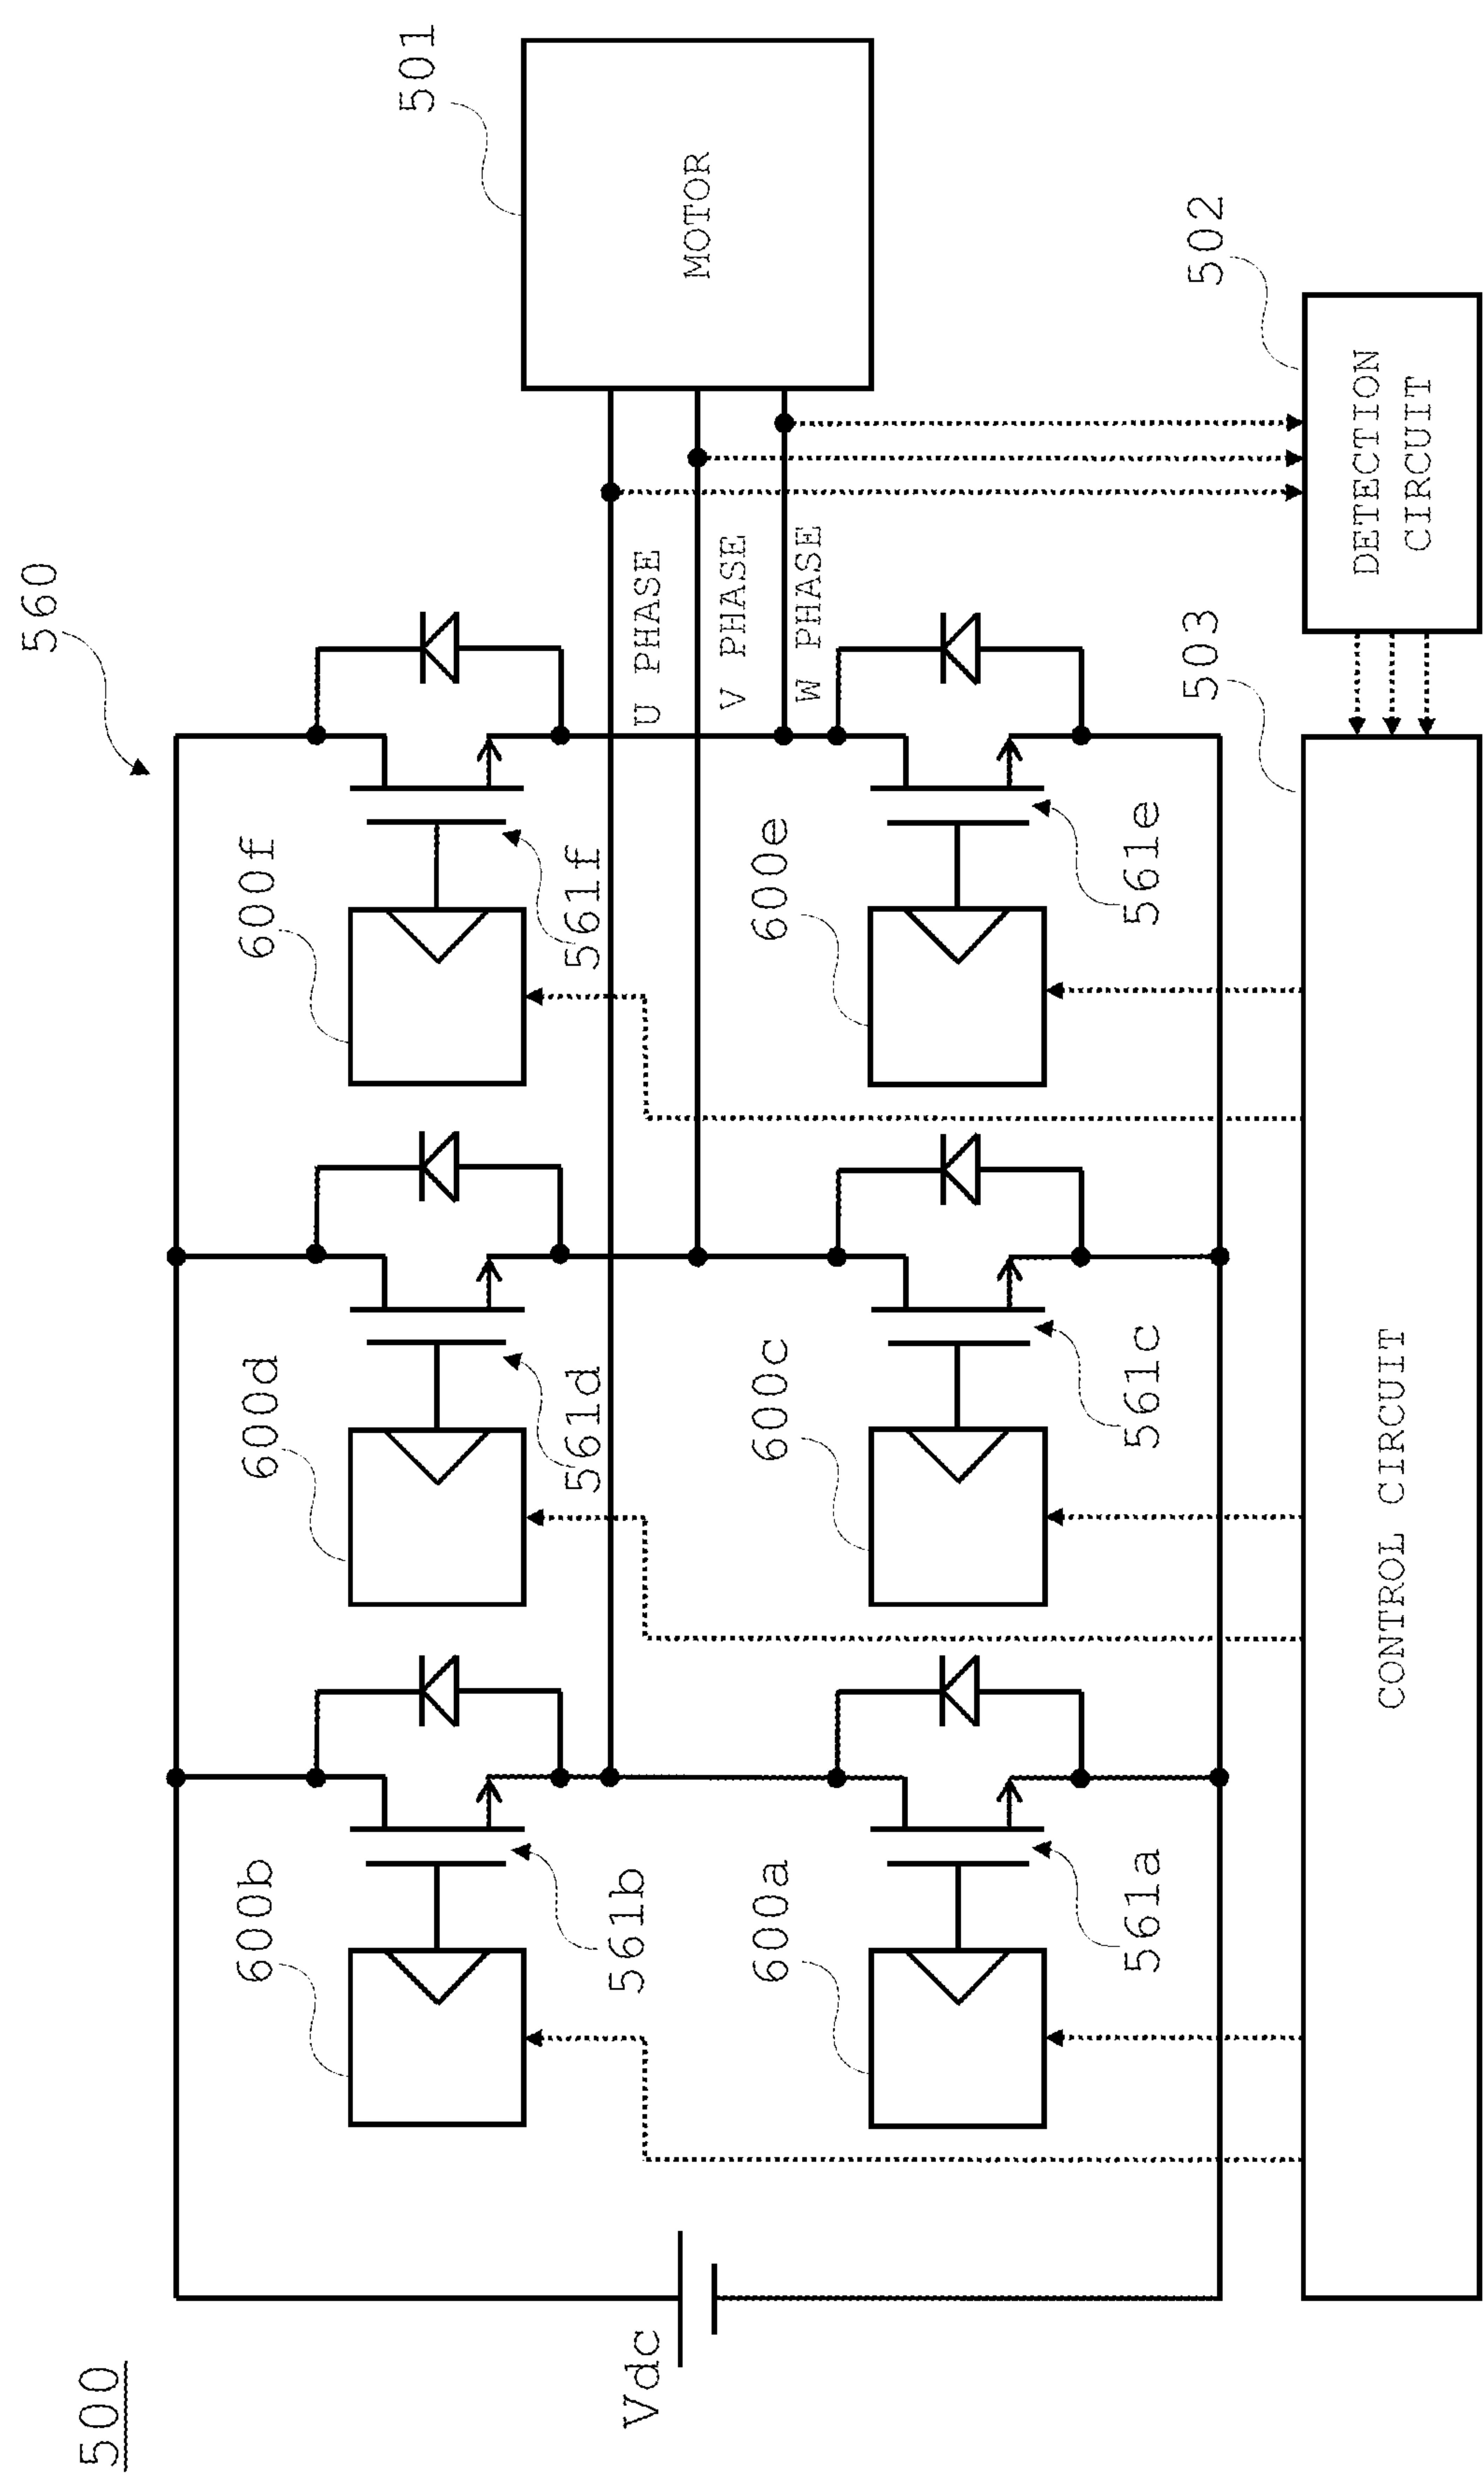 500
560
600b
600d
600f
561b
561d
561f
501
MOTOR
Vdc
U PHASE
V PHASE
W PHASE
600a
600c
600e
561a
561c
561e
502
503
DETECTION
CIRCUIT
CONTROL CIRCUIT